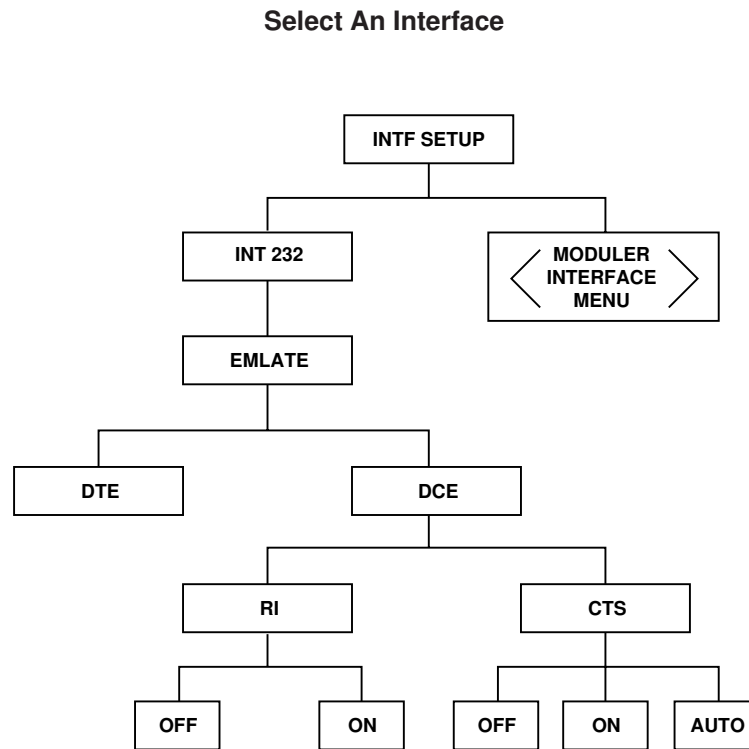 Select An Interface
INTF SETUP
INT 232
MODULER
INTERFACE
MENU
EMLATE
DTE
DCE
RI
CTS
OFF
ON
OFF
ON
AUTO